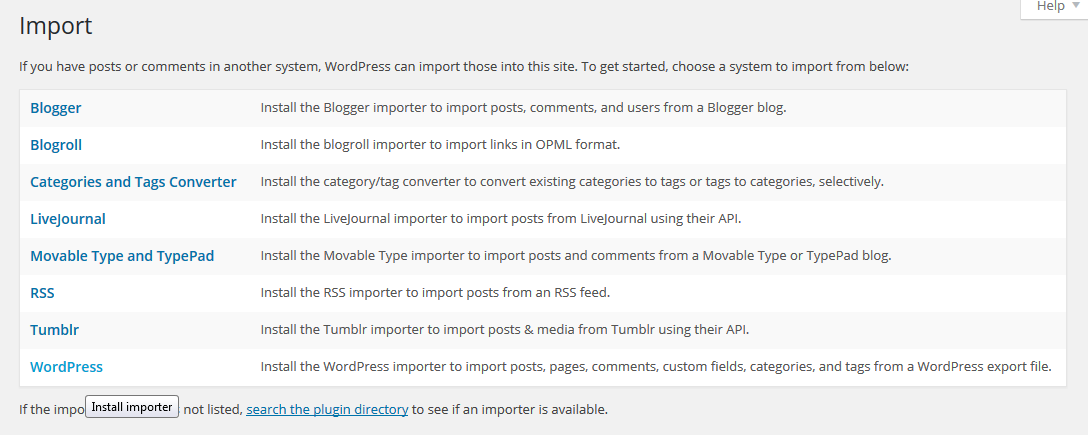 Help
Import
If you have posts or comments in another system, WordPress can import those into this site. To get started, choose a system to import from below:
Blogger Install the Blogger importer to import posts, comments, and users from a Blogger blog.
Blogroll Install the blogroll importer to import links in OPML format.
Categories and Tags Converter Install the category/tag converter to convert existing categories to tags or tags to categories, selectively.
LiveJournal Install the LiveJournal importer to import posts from LiveJournal using their API.
Movable Type and TypePad Install the Movable Type importer to import posts and comments from a Movable Type or TypePad blog.
RSS Install the RSS importer to import posts from an RSS feed.
Tumblr Install the Tumblr importer to import posts & media from Tumblr using their API.
WordPress Install the WordPress importer to import posts, pages, comments, custom fields, categories, and tags from a WordPress export file.
If the impo Install importer not listed, search the plugin directory to see if an importer is available.